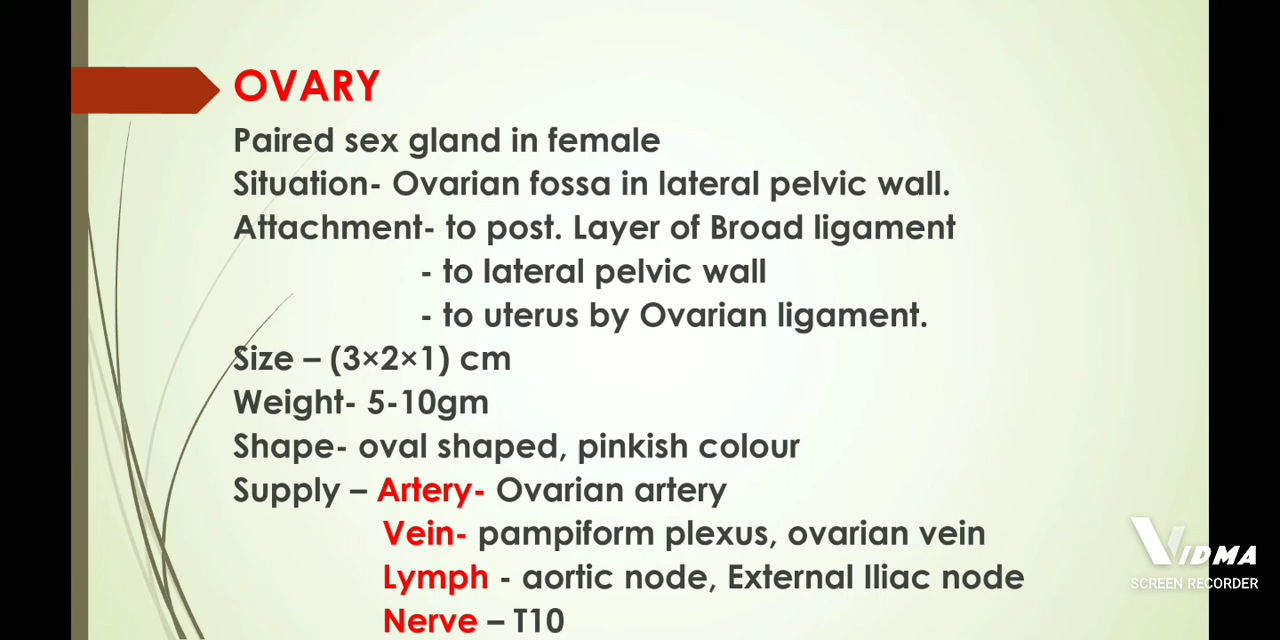 OVARY
Paired sex gland in female
Situation- Ovarian fossa in lateral pelvic wall.
Attachment- to post. Layer of Broad ligament
- to lateral pelvic wall
- to uterus by Ovarian ligament.
Size – (3×2×1) cm
Weight- 5-10gm
Shape- oval shaped, pinkish colour
Supply – Artery- Ovarian artery
Vein- pampiform plexus, ovarian vein
Lymph - aortic node, External Iliac node
Nerve – T10
VIDMA
SCREEN RECORDER